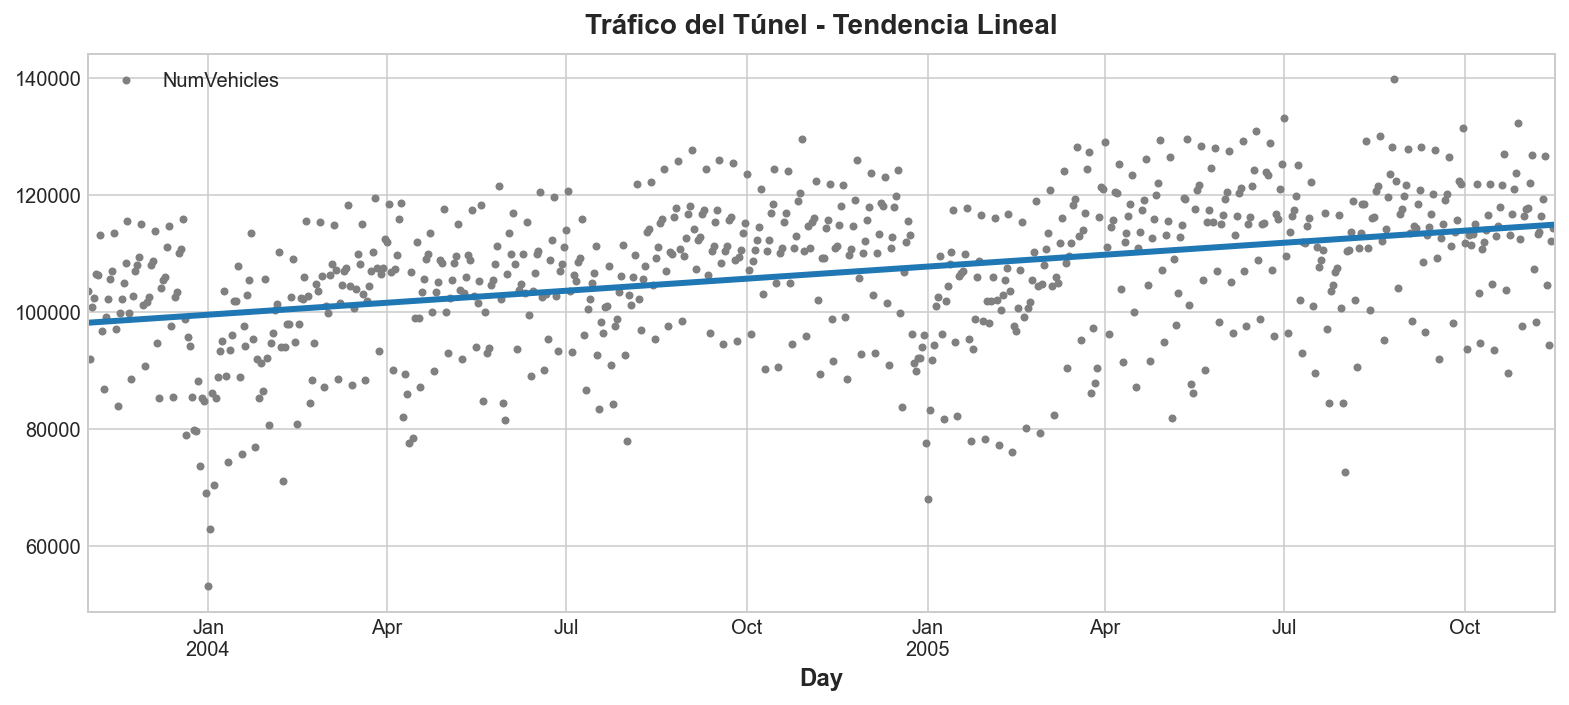 Tráfico del Túnel - Tendencia Lineal
NumVehicles
140000
120000
100000
80000
60000
Jan Apr Jul Oct Jan Apr Jul Oct
2004 2005
Day